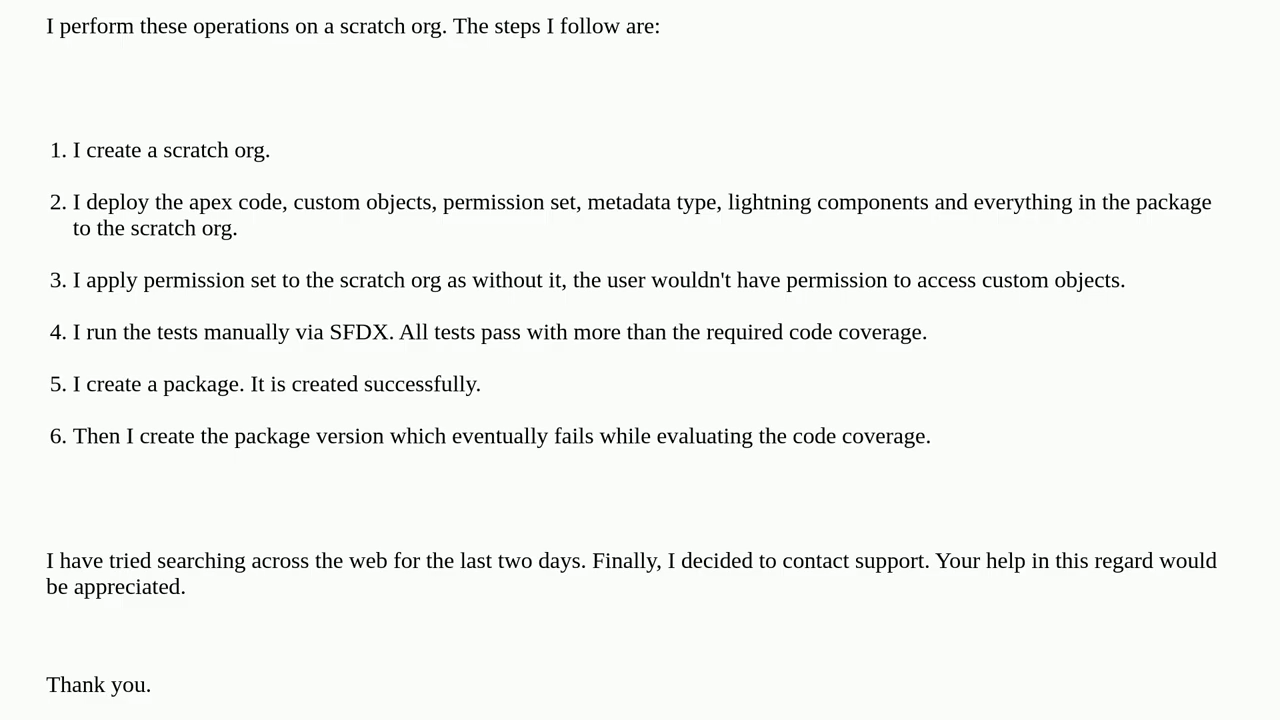 I perform these operations on a scratch org. The steps I follow are:
1. I create a scratch org.
2. I deploy the apex code, custom objects, permission set, metadata type, lightning components and everything in the package
to the scratch org.
3. I apply permission set to the scratch org as without it, the user wouldn't have permission to access custom objects.
4. I run the tests manually via SFDX. All tests pass with more than the required code coverage.
5. I create a package. It is created successfully.
6. Then I create the package version which eventually fails while evaluating the code coverage.
I have tried searching across the web for the last two days. Finally, I decided to contact support. Your help in this regard would
be appreciated.
Thank you.